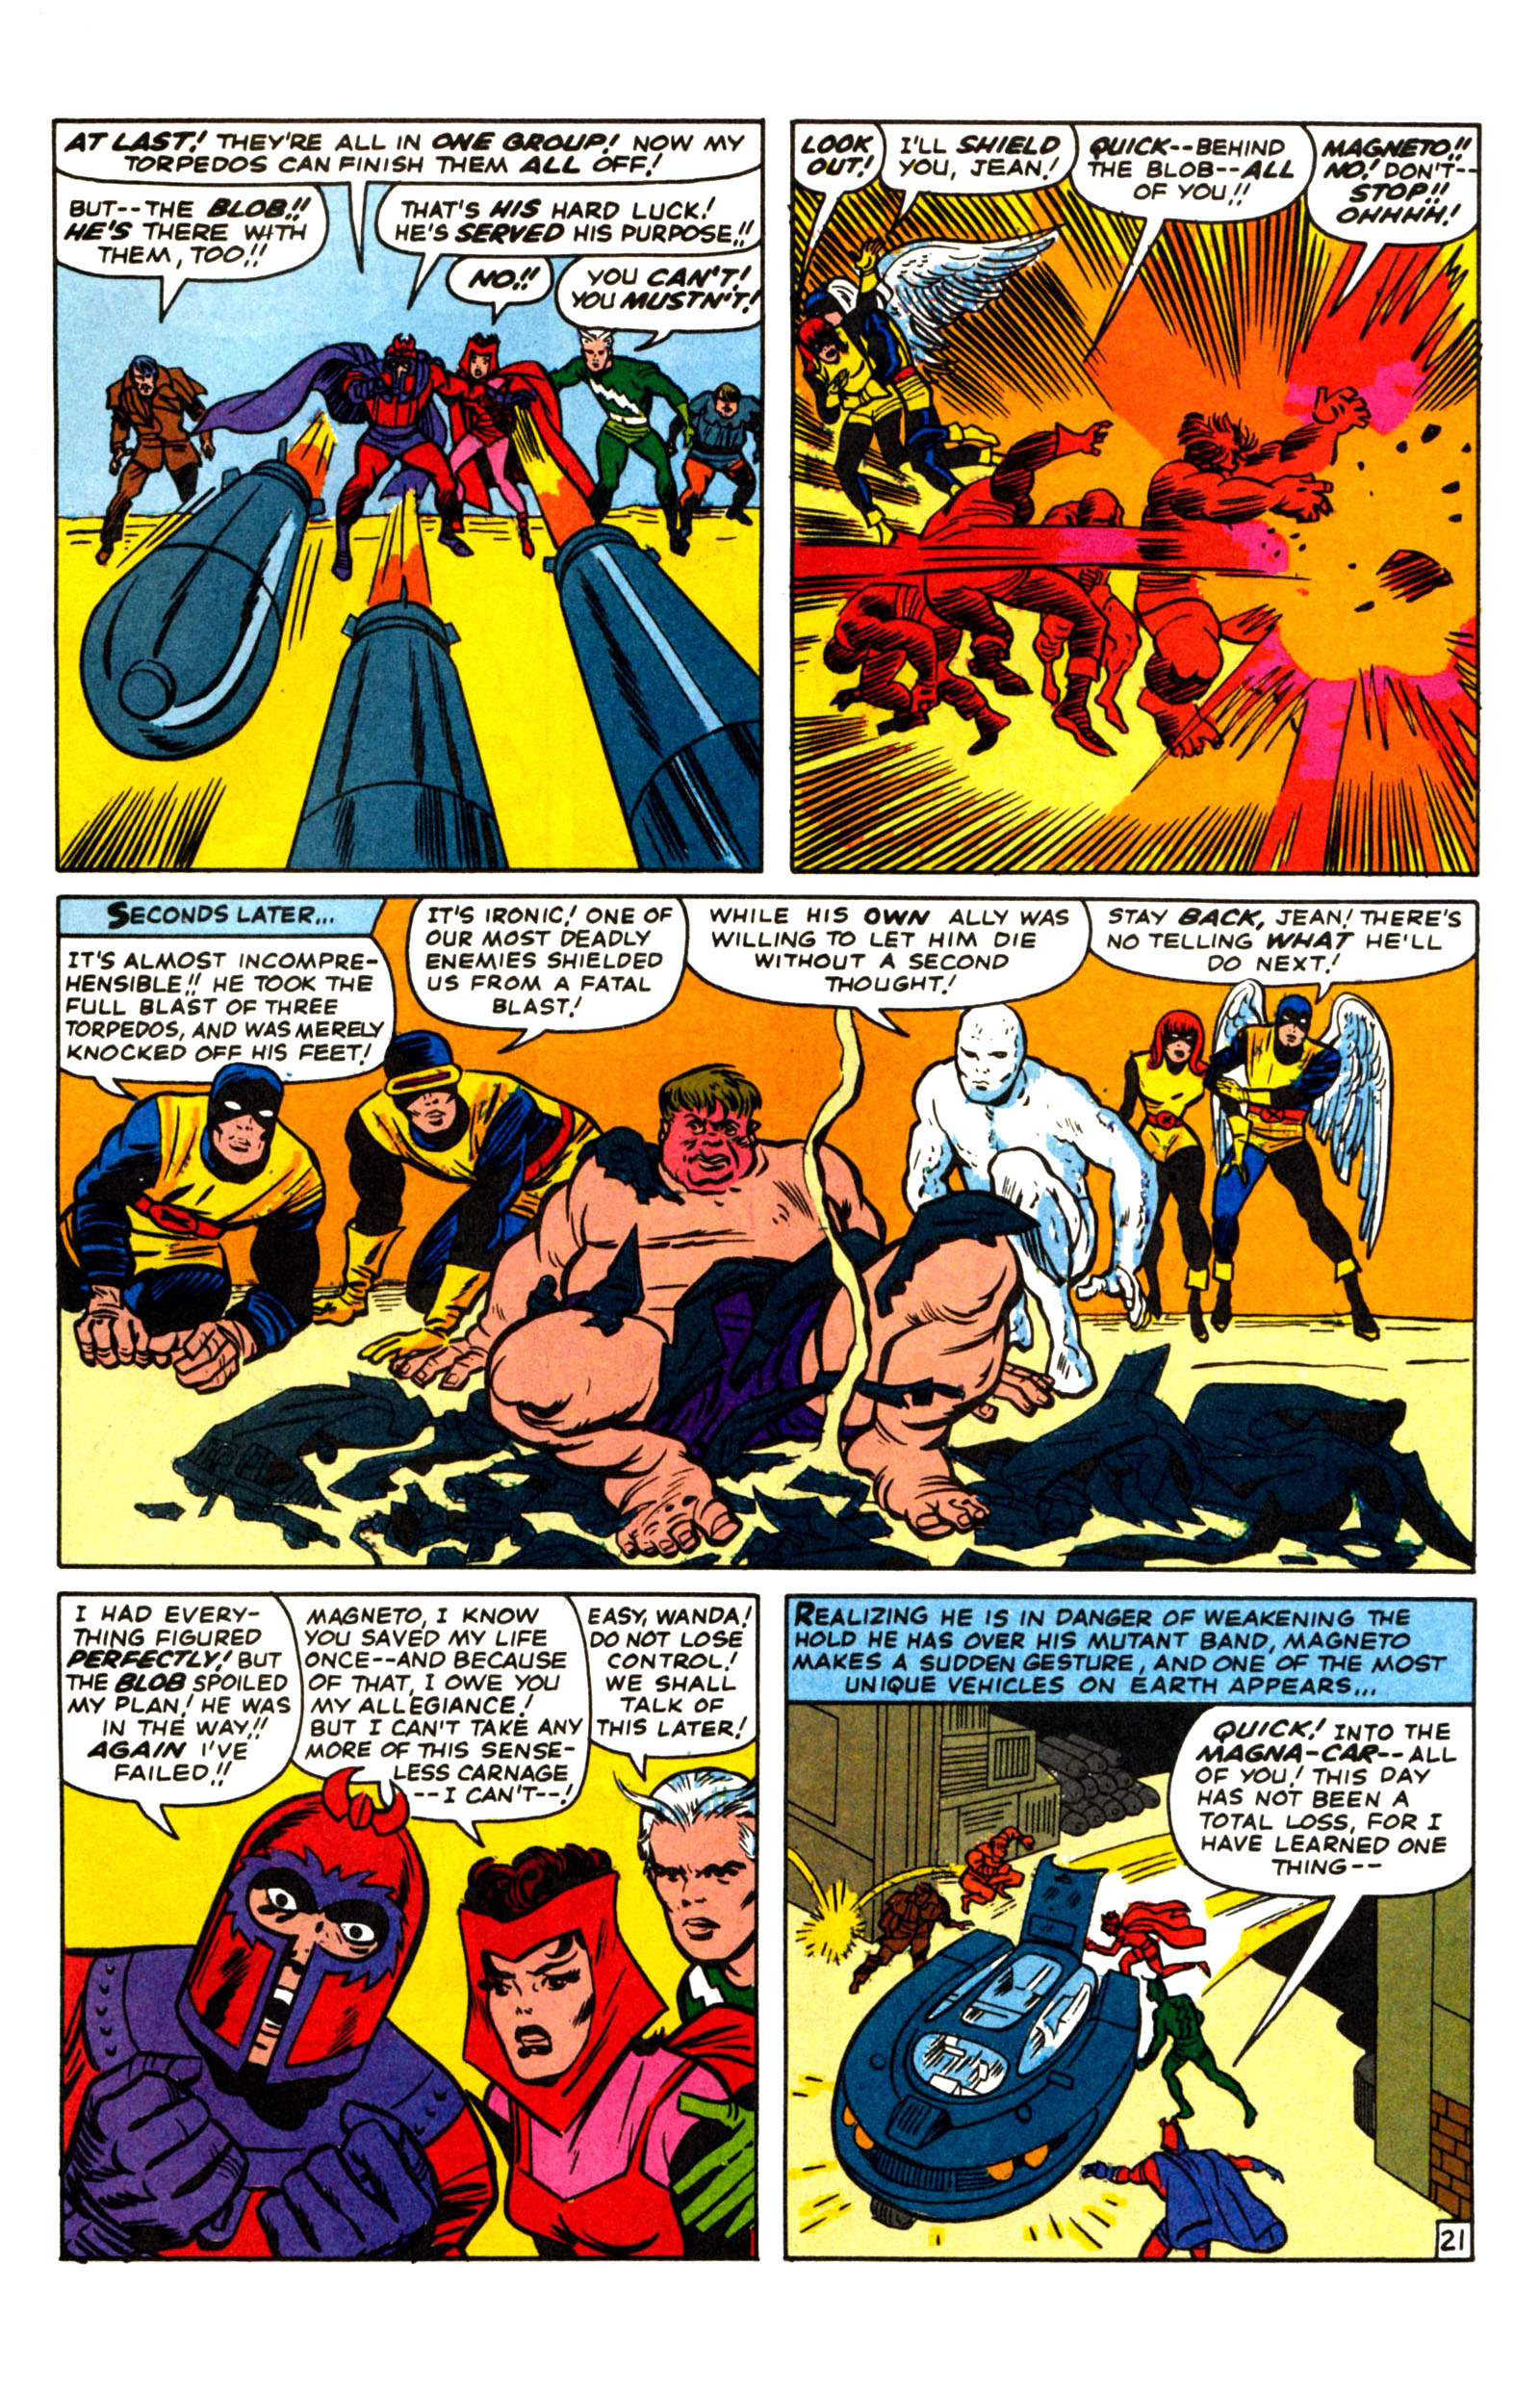 AT LAST! THEY'RE ALL IN ONE GROUP! NOW MY
TORPEDOS CAN FINISH THEM ALL OFF!
BUT--THE BLOB!!
HE'S THERE WITH
THEM, TOO!!
THAT'S HIS HARD LUCK!
HE'S SERVED HIS PURPOSE!!
NO!!
YOU CAN'T!
YOU MUSTN'T!
LOOK
OUT!
I'LL SHIELD
YOU, JEAN!
QUICK--BEHIND
THE BLOB--ALL
OF YOU!!
MAGNETO!!
NO! DON'T--
STOP!!
OHHHH!
SECONDS LATER...
IT'S ALMOST INCOMPRE-
HENSIBLE!! HE TOOK THE
FULL BLAST OF THREE
TORPEDOS, AND WAS MERELY
KNOCKED OFF HIS FEET!
IT'S IRONIC! ONE OF
OUR MOST DEADLY
ENEMIES SHIELDED
US FROM A FATAL
BLAST!
WHILE HIS OWN ALLY WAS
WILLING TO LET HIM DIE
WITHOUT A SECOND
THOUGHT!
STAY BACK, JEAN! THERE'S
NO TELLING WHAT HE'LL
DO NEXT!
I HAD EVERY-
THING FIGURED
PERFECTLY! BUT
THE BLOB SPOILED
MY PLAN! HE WAS
IN THE WAY!!
AGAIN I'VE
FAILED!!
MAGNETO, I KNOW
YOU SAVED MY LIFE
ONCE--AND BECAUSE
OF THAT, I OWE YOU
MY ALLEGIANCE!
BUT I CAN'T TAKE ANY
MORE OF THIS SENSE-
LESS CARNAGE
--I CAN'T--!
EASY, WANDA!
DO NOT LOSE
CONTROL!
WE SHALL
TALK OF
THIS LATER!
REALIZING HE IS IN DANGER OF WEAKENING THE
HOLD HE HAS OVER HIS MUTANT BAND, MAGNETO
MAKES A SUDDEN GESTURE, AND ONE OF THE MOST
UNIQUE VEHICLES ON EARTH APPEARS...
QUICK! INTO THE
MAGNA-CAR--ALL
OF YOU! THIS DAY
HAS NOT BEEN A
TOTAL LOSS, FOR I
HAVE LEARNED ONE
THING--
21